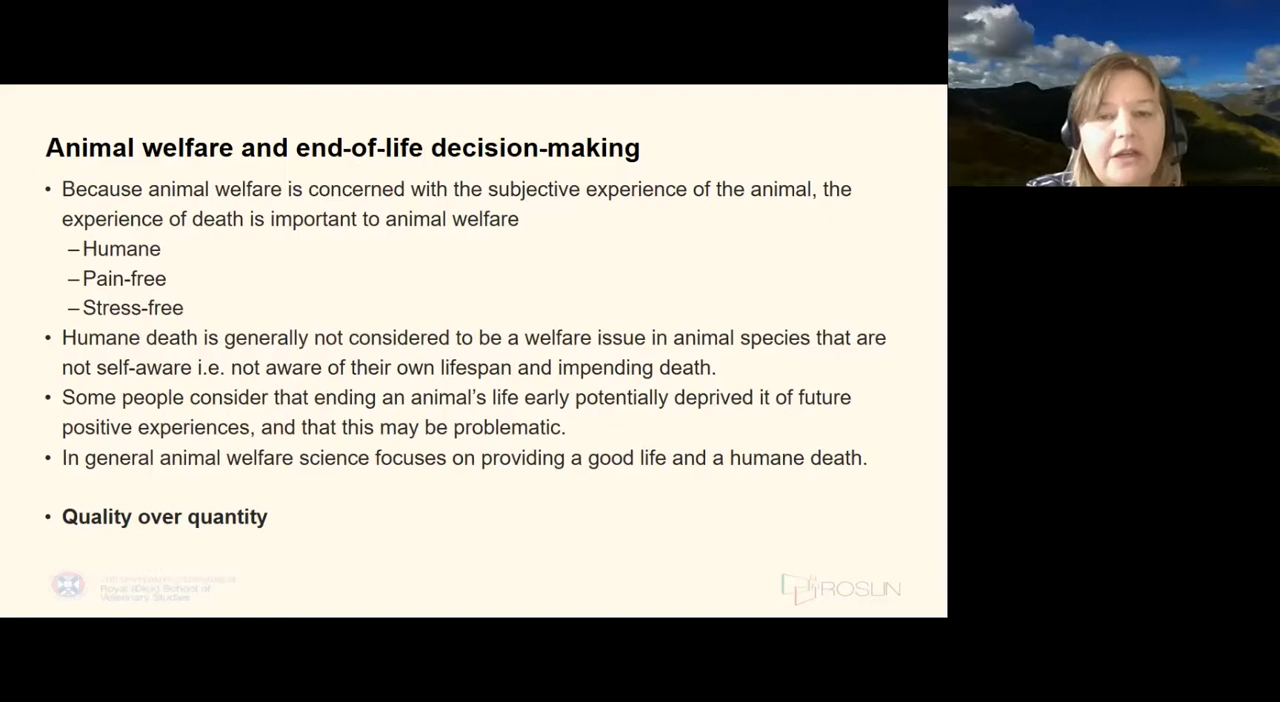 Animal welfare and end-of-life decision-making
• Because animal welfare is concerned with the subjective experience of the animal, the
experience of death is important to animal welfare
– Humane
– Pain-free
– Stress-free
• Humane death is generally not considered to be a welfare issue in animal species that are
not self-aware i.e. not aware of their own lifespan and impending death.
• Some people consider that ending an animal's life early potentially deprived it of future
positive experiences, and that this may be problematic.
• In general animal welfare science focuses on providing a good life and a humane death.
• Quality over quantity
Royal (Dick) School of
Veterinary Studies
ROSLIN